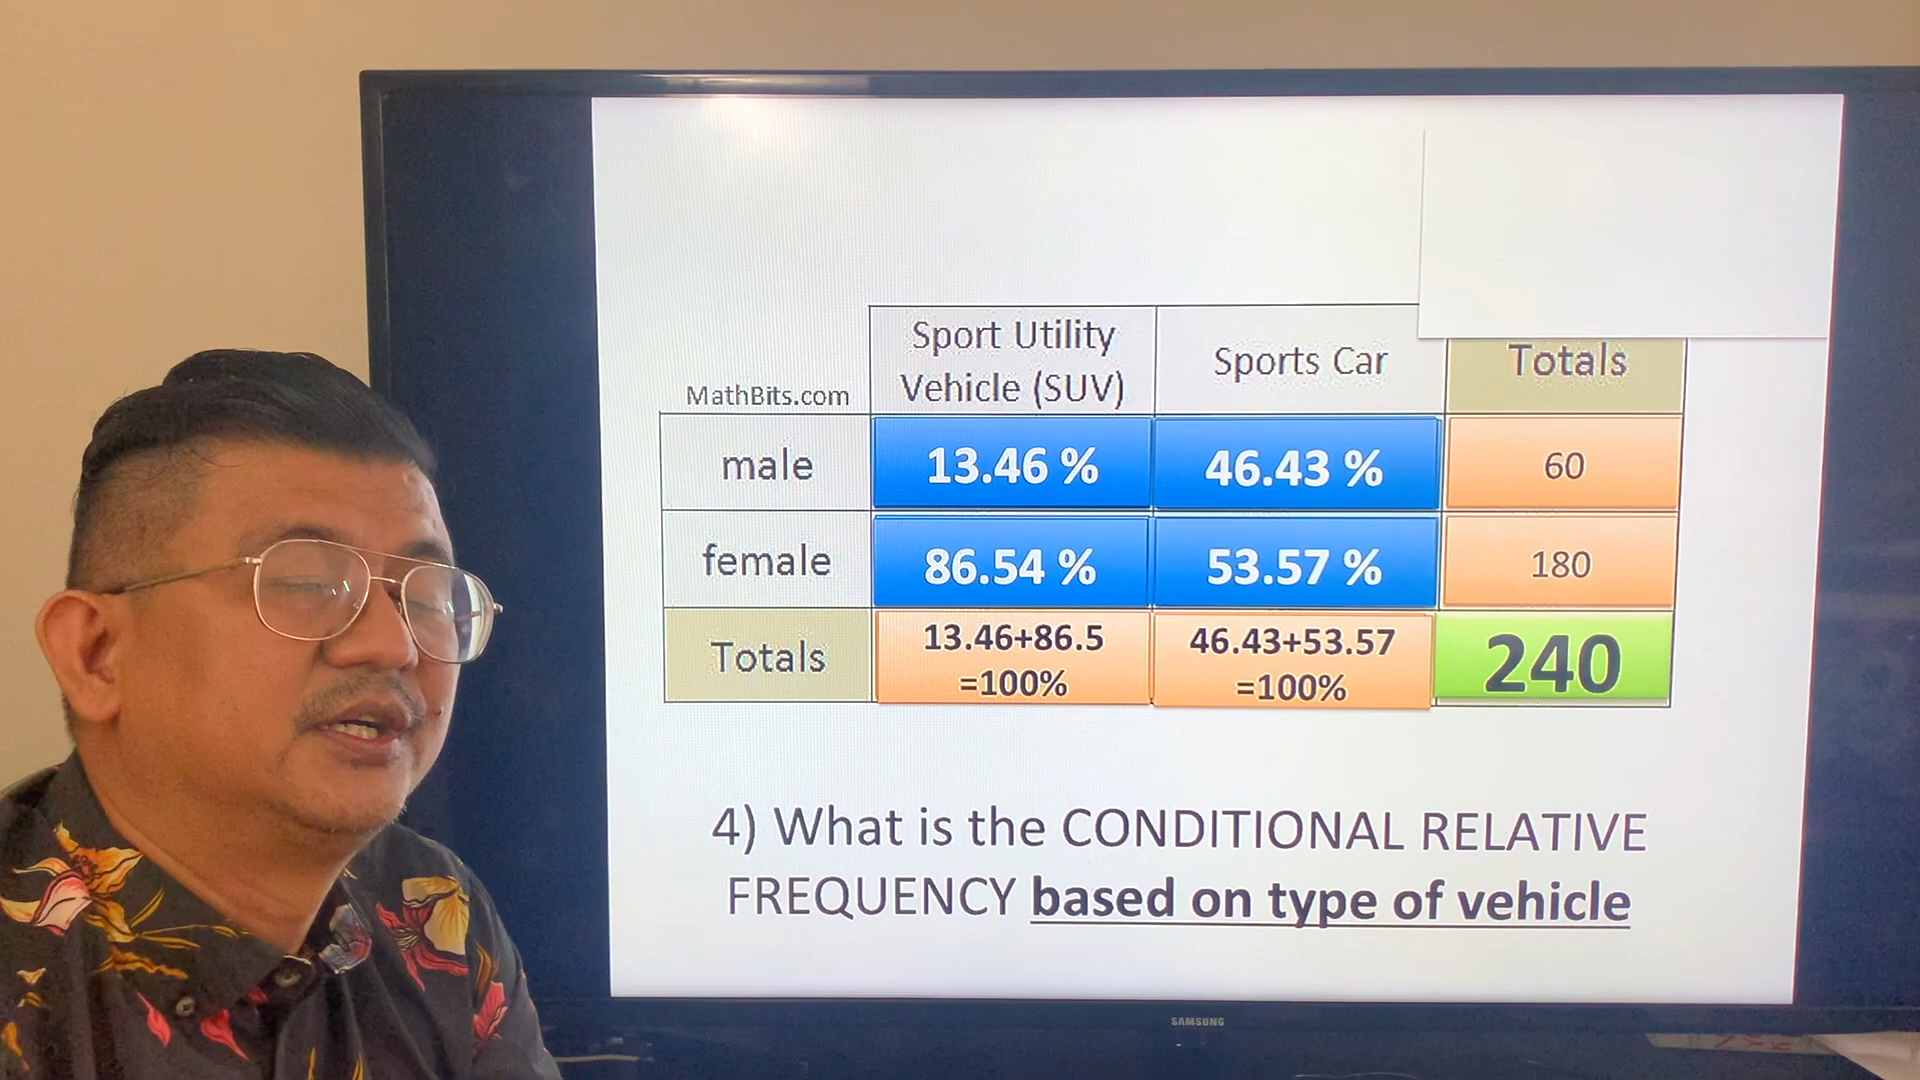 Sport Utility
Vehicle (SUV)
Sports Car
Totals
MathBits.com
male
13.46 %
46.43 %
60
female
86.54 %
53.57 %
180
Totals
13.46+86.5
=100%
46.43+53.57
=100%
240
4) What is the CONDITIONAL RELATIVE
FREQUENCY based on type of vehicle
SAMSUNG